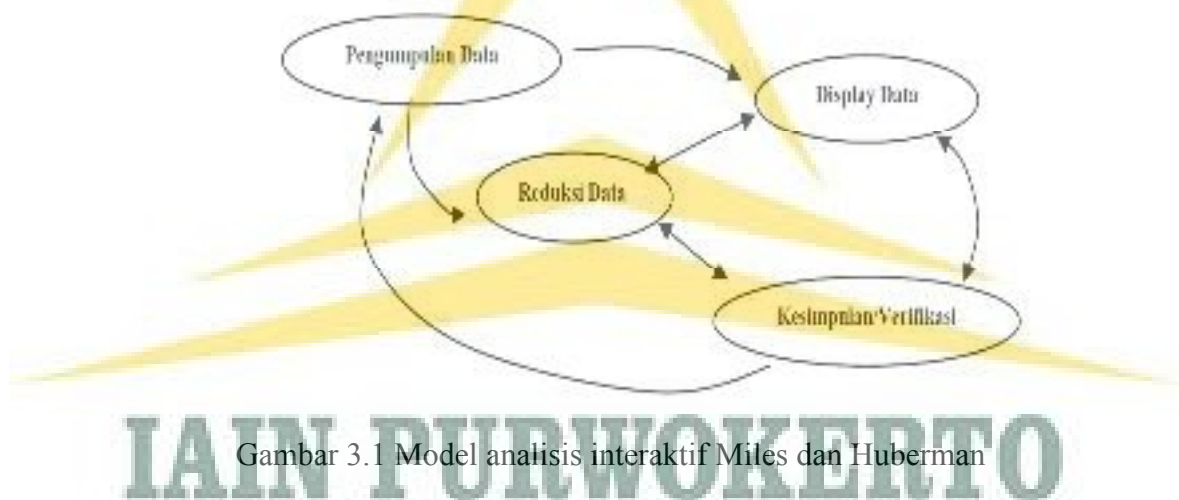 Pengumpulan Data
Display Data
Reduksi Data
Kesimpulan/Verifikasi
IAIN PURWOKERTO
Gambar 3.1 Model analisis interaktif Miles dan Huberman